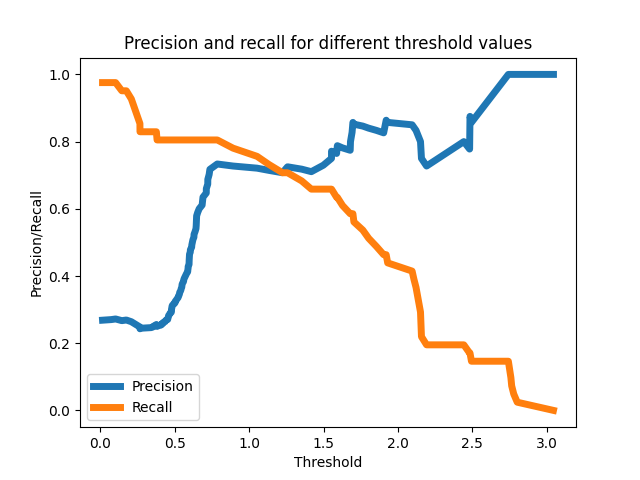 Precision and recall for different threshold values
Precision/Recall
1.0
0.8
0.6
0.4
0.2
0.0
Precision
Recall
0.0 0.5 1.0 1.5 2.0 2.5 3.0
Threshold